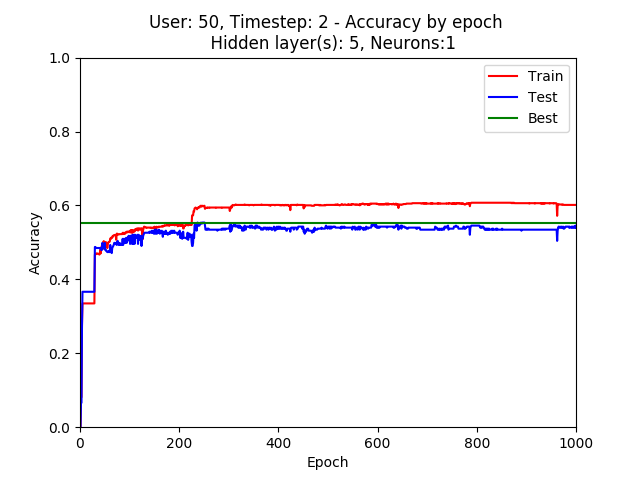 User: 50, Timestep: 2 - Accuracy by epoch
Hidden layer(s): 5, Neurons:1
Train
Test
Best
1.0
0.8
0.6
0.4
0.2
0.0
Accuracy
0 200 400 600 800 1000
Epoch